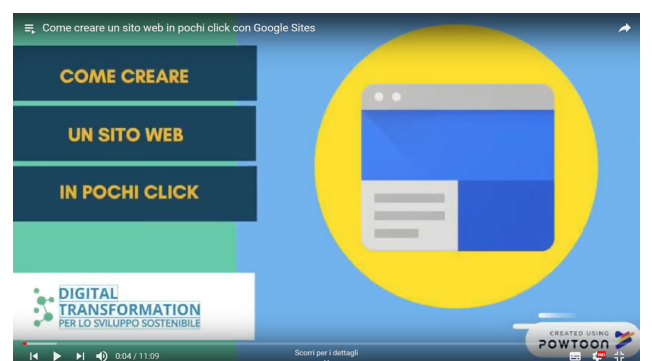 Come creare un sito web in pochi click con Google Sites
COME CREARE
UN SITO WEB
IN POCHI CLICK
DIGITAL
TRANSFORMATION
PER LO SVILUPPO SOSTENIBILE
CREATED USING
POWTOON
0:04 / 11:09
Scorri per i dettagli
HD